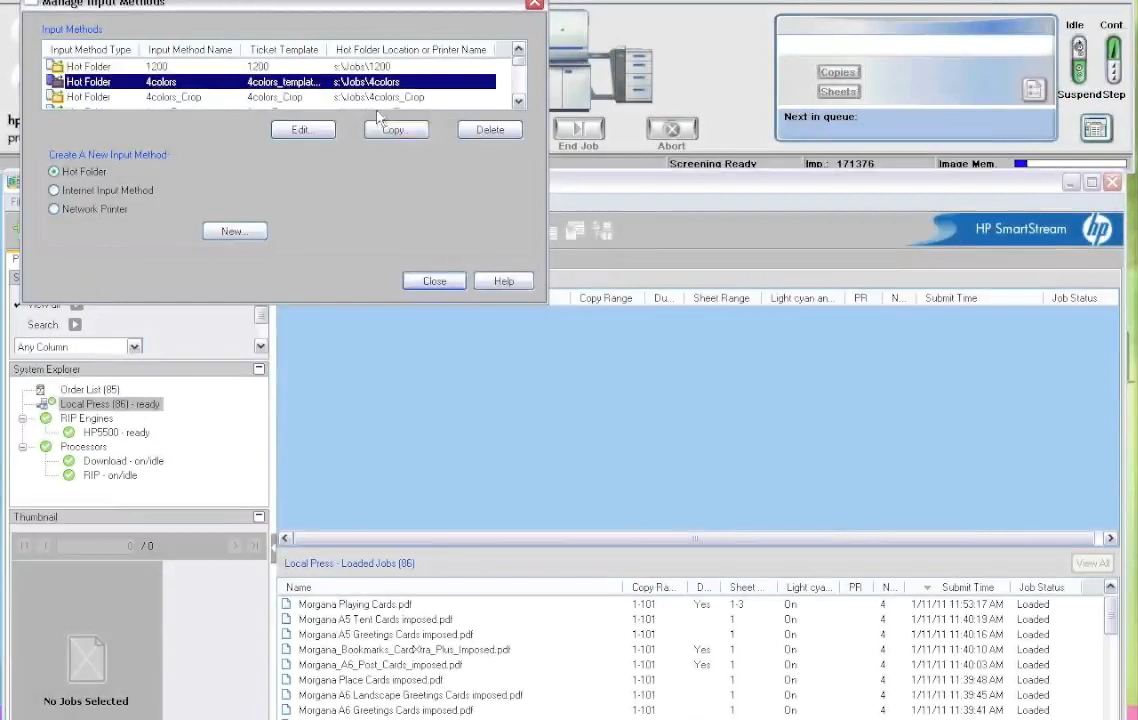 Manage Input Methods
Input Methods
Input Method Type Input Method Name Ticket Template Hot Folder Location or Printer Name
Hot Folder 1200 1200 s:\Jobs\1200
Hot Folder 4colors 4colors_templat... s:\Jobs\4colors
Hot Folder 4colors_Crop 4colors_Crop s:\Jobs\4colors_Crop
Edit... Copy... Delete
Create A New Input Method
Hot Folder
Internet Input Method
Network Printer
New...
Close Help
Idle Cont.
Copies
Sheets
Suspend Step
Next in queue:
End Job Abort
Screening Ready Imp.: 171376 Image Mem.
HP SmartStream hp
Copy Range Du... Sheet Range Light cyan an... PR N... Submit Time Job Status
Search
Any Column
System Explorer
Order List (85)
Local Press (86) - ready
RIP Engines
HP5500 - ready
Processors
Download - on/idle
RIP - on/idle
Thumbnail
0 / 0
No Jobs Selected
Local Press - Loaded Jobs (86) View All
Name Copy Ra... D... Sheet ... Light cya... PR N... Submit Time Job Status
Morgana Playing Cards.pdf 1-101 Yes 1-3 On 4 1/11/11 11:53:17 AM Loaded
Morgana A5 Tent Cards imposed.pdf 1-101 1 On 4 1/11/11 11:40:19 AM Loaded
Morgana A5 Greetings Cards imposed.pdf 1-101 1 On 4 1/11/11 11:40:16 AM Loaded
Morgana_Bookmarks_CardXtra_Plus_Imposed.pdf 1-101 Yes 1 On 4 1/11/11 11:40:10 AM Loaded
Morgana_A6_Post_Cards_imposed.pdf 1-101 Yes 1 On 4 1/11/11 11:40:03 AM Loaded
Morgana Place Cards imposed.pdf 1-101 1 On 4 1/11/11 11:39:48 AM Loaded
Morgana A6 Landscape Greetings Cards imposed.pdf 1-101 1 On 4 1/11/11 11:39:45 AM Loaded
Morgana A6 Greetings Cards imposed.pdf 1-101 1 On 4 1/11/11 11:39:41 AM Loaded